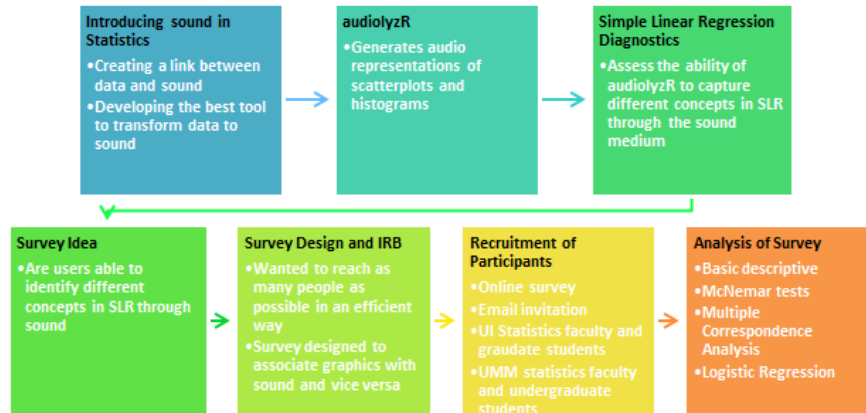 Introducing sound in
Statistics
•Creating a link between
data and sound
•Developing the best tool
to transform data to
sound
audiolyzR
•Generates audio
representations of
scatterplots and
histograms
Simple Linear Regression
Diagnostics
•Assess the ability of
audiolyzR to capture
different concepts in SLR
through the sound
medium
Survey Idea
•Are users able to
identify different
concepts in SLR through
sound
Survey Design and IRB
•Wanted to reach as
many people as
possible in an efficient
way
•Survey designed to
associate graphics with
sound and vice versa
Recruitment of
Participants
•Online survey
•Email invitation
•UI Statistics faculty and
graudate students
•UMM statistics faculty
and undergraduate
students
Analysis of Survey
•Basic descriptive
•McNemar tests
•Multiple
Correspondence
Analysis
•Logistic Regression